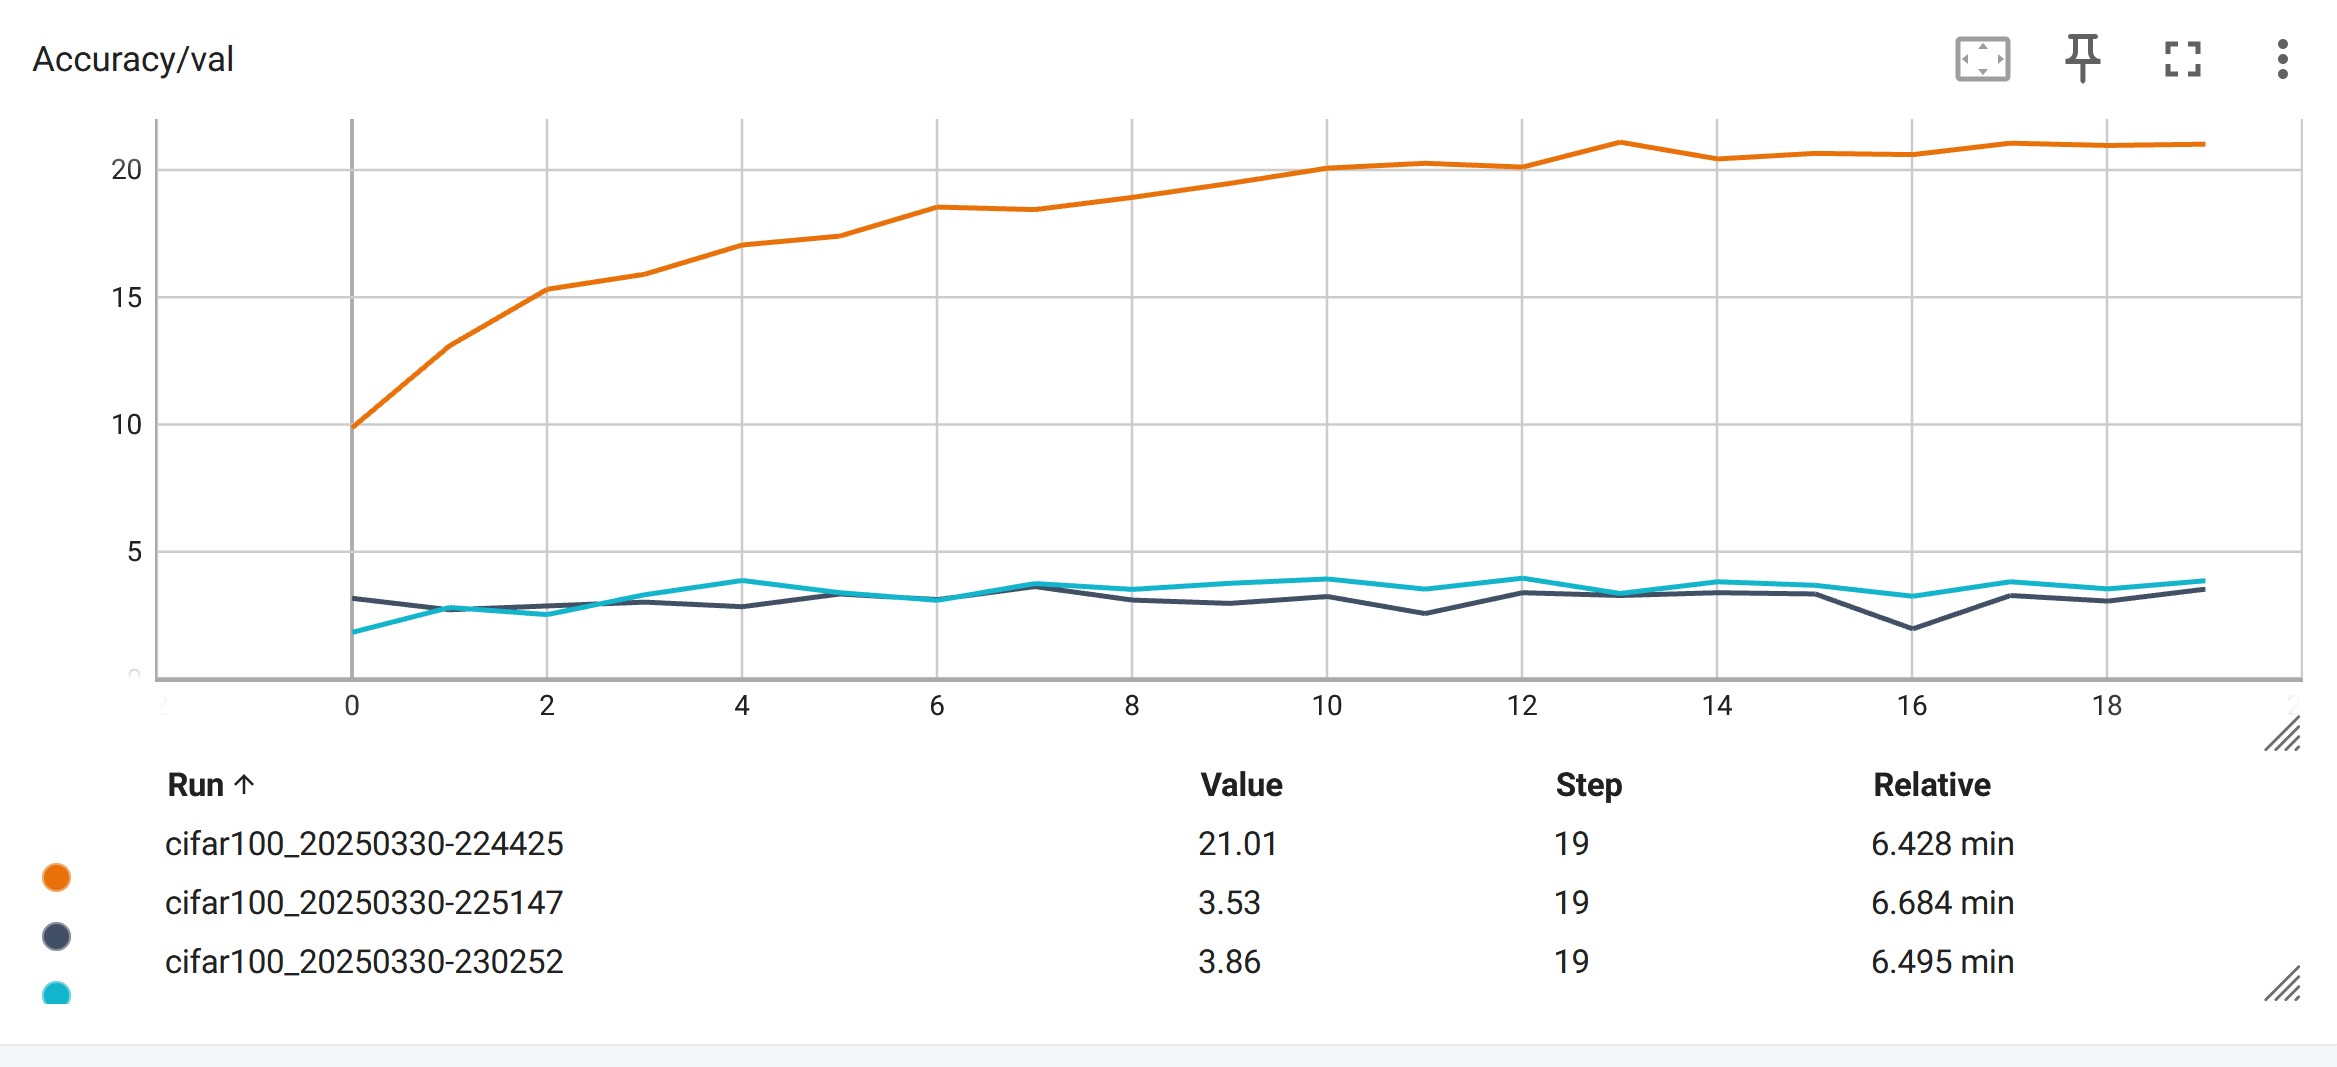 Accuracy/val
20
15
10
5
0 2 4 6 8 10 12 14 16 18
Run ↑ Value Step Relative
cifar100_20250330-224425 21.01 19 6.428 min
cifar100_20250330-225147 3.53 19 6.684 min
cifar100_20250330-230252 3.86 19 6.495 min